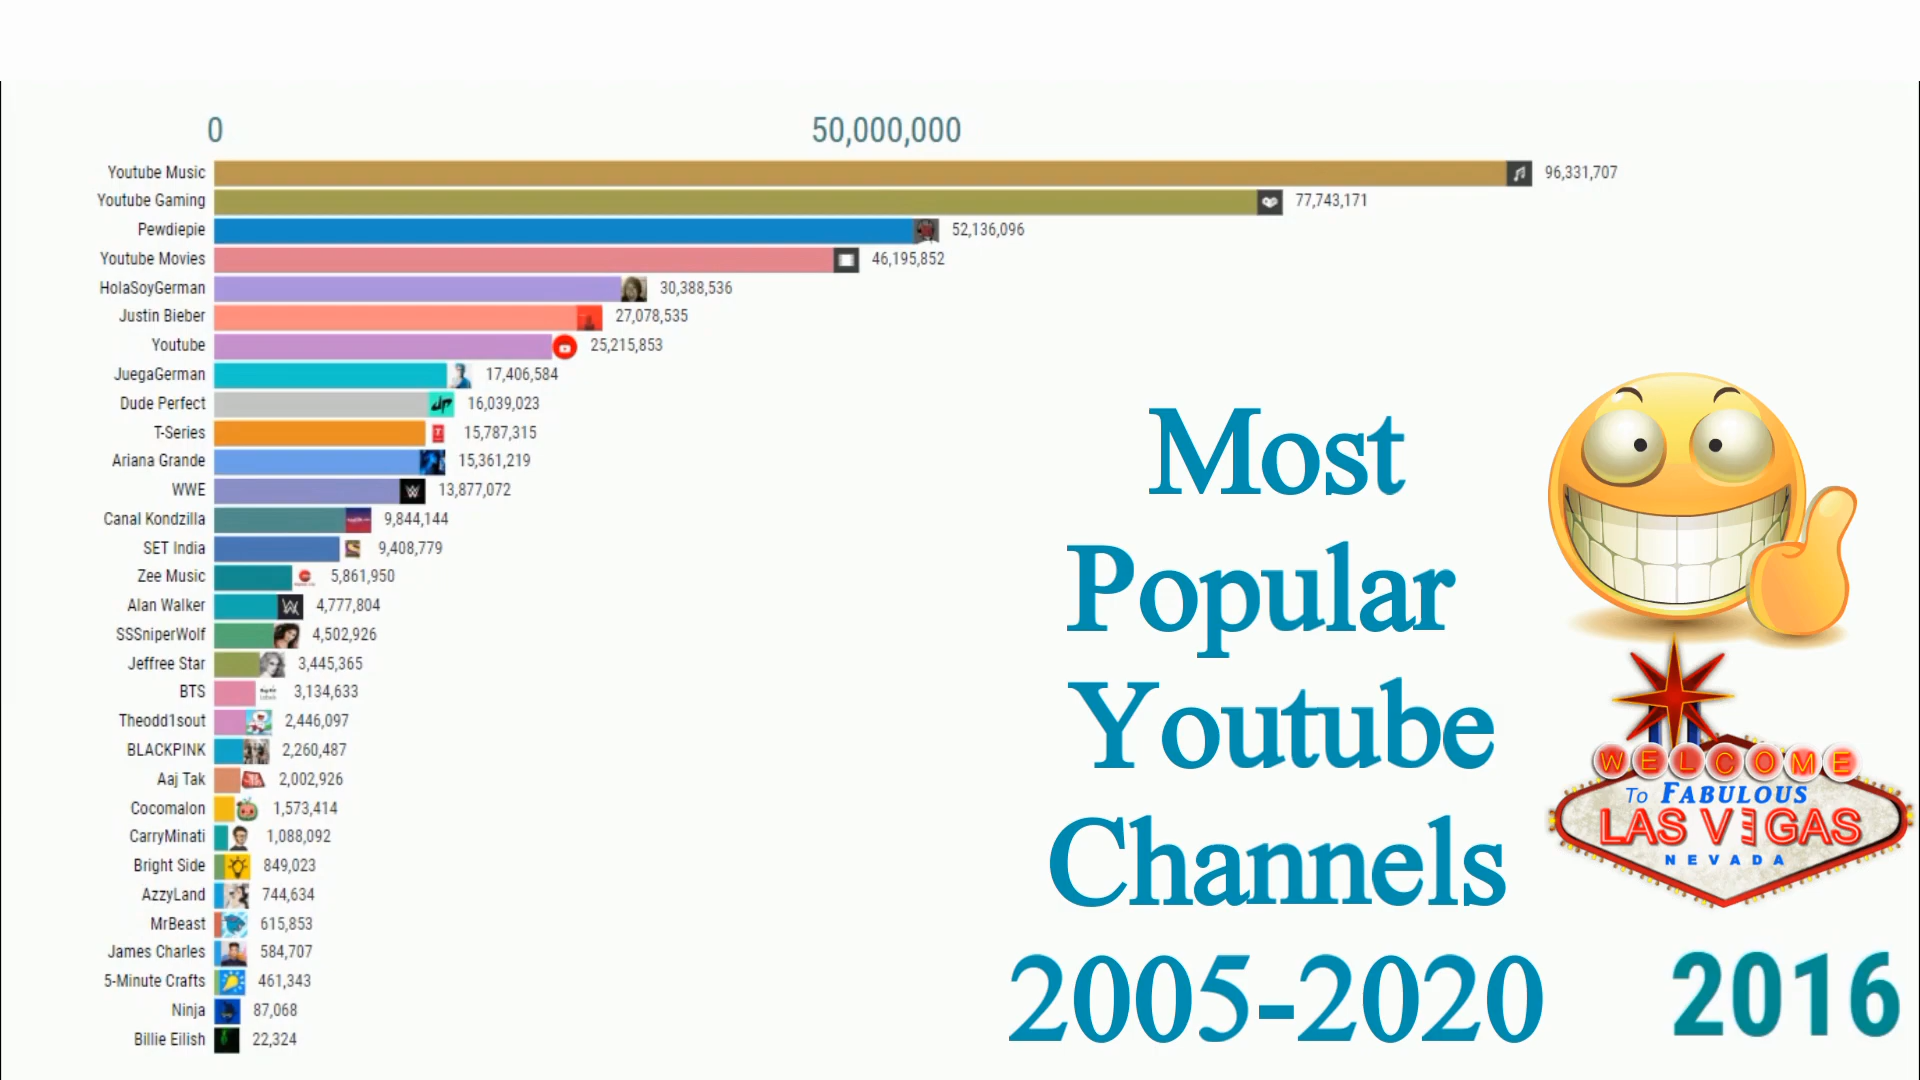 0 50,000,000
Youtube Music 96,331,707
Youtube Gaming 77,743,171
Pewdiepie 52,136,096
Youtube Movies 46,195,852
HolaSoyGerman 30,388,536
Justin Bieber 27,078,535
Youtube 25,215,853
JuegaGerman 17,406,584
Dude Perfect 16,039,023
T-Series 15,787,315
Ariana Grande 15,361,219
WWE 13,877,072
Canal Kondzilla 9,844,144
SET India 9,408,779
Zee Music 5,861,950
Alan Walker 4,777,804
SSSniperWolf 4,502,926
Jeffree Star 3,445,365
BTS 3,134,633
Theodd1sout 2,446,097
BLACKPINK 2,260,487
Aaj Tak 2,002,926
Cocomalon 1,573,414
CarryMinati 1,088,092
Bright Side 849,023
AzzyLand 744,634
MrBeast 615,853
James Charles 584,707
5-Minute Crafts 461,343
Ninja 87,068
Billie Eilish 22,324
Most
Popular
Youtube
Channels
2005-2020
WELCOME
To FABULOUS
LAS VEGAS
NEVADA
2016